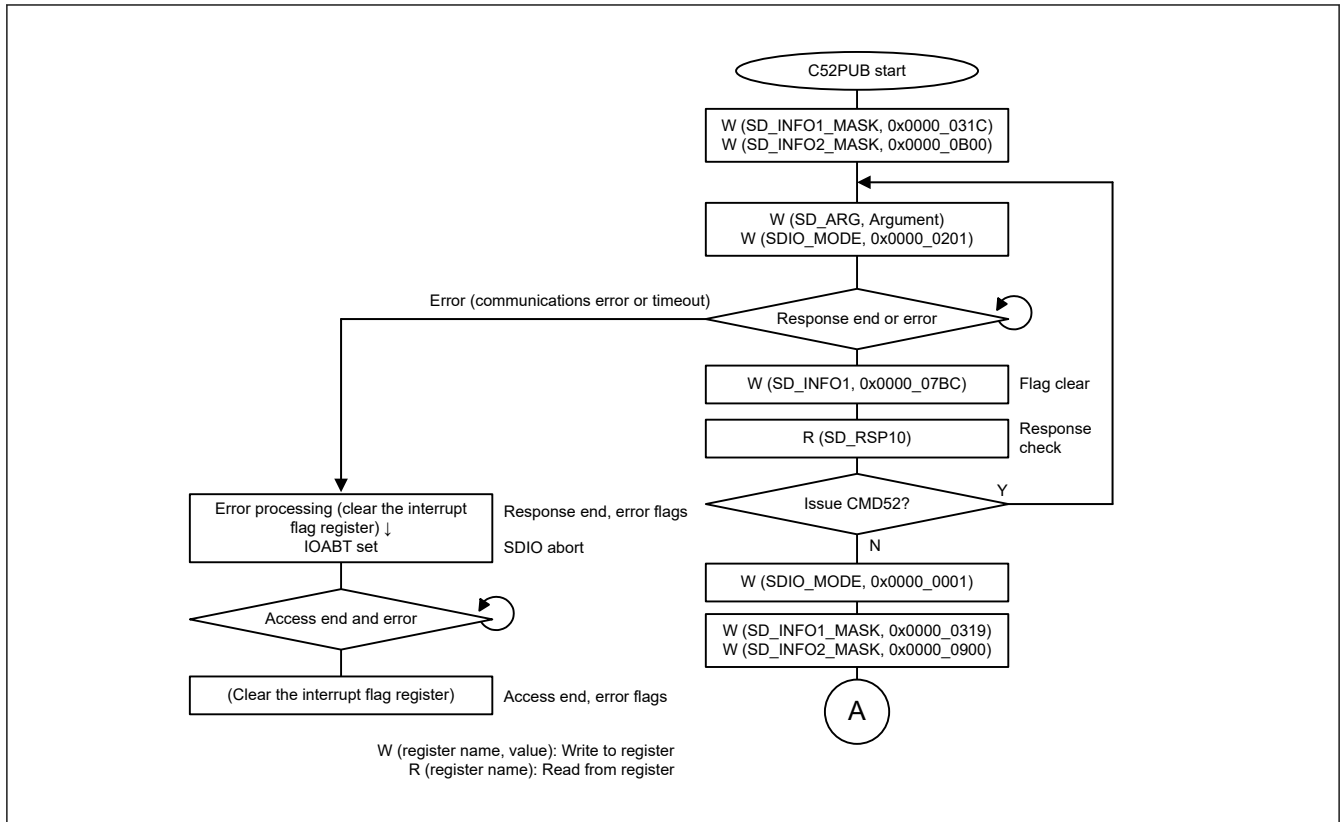 C52PUB start
W (SD_INFO1_MASK, 0x0000_031C)
W (SD_INFO2_MASK, 0x0000_0B00)
W (SD_ARG, Argument)
W (SDIO_MODE, 0x0000_0201)
Error (communications error or timeout)
Response end or error
W (SD_INFO1, 0x0000_07BC)
Flag clear
R (SD_RSP10)
Response
check
Issue CMD52?
Y
N
Error processing (clear the interrupt
flag register) ↓
IOABT set
Response end, error flags
SDIO abort
W (SDIO_MODE, 0x0000_0001)
Access end and error
W (SD_INFO1_MASK, 0x0000_0319)
W (SD_INFO2_MASK, 0x0000_0900)
(Clear the interrupt flag register)
Access end, error flags
A
W (register name, value): Write to register
R (register name): Read from register